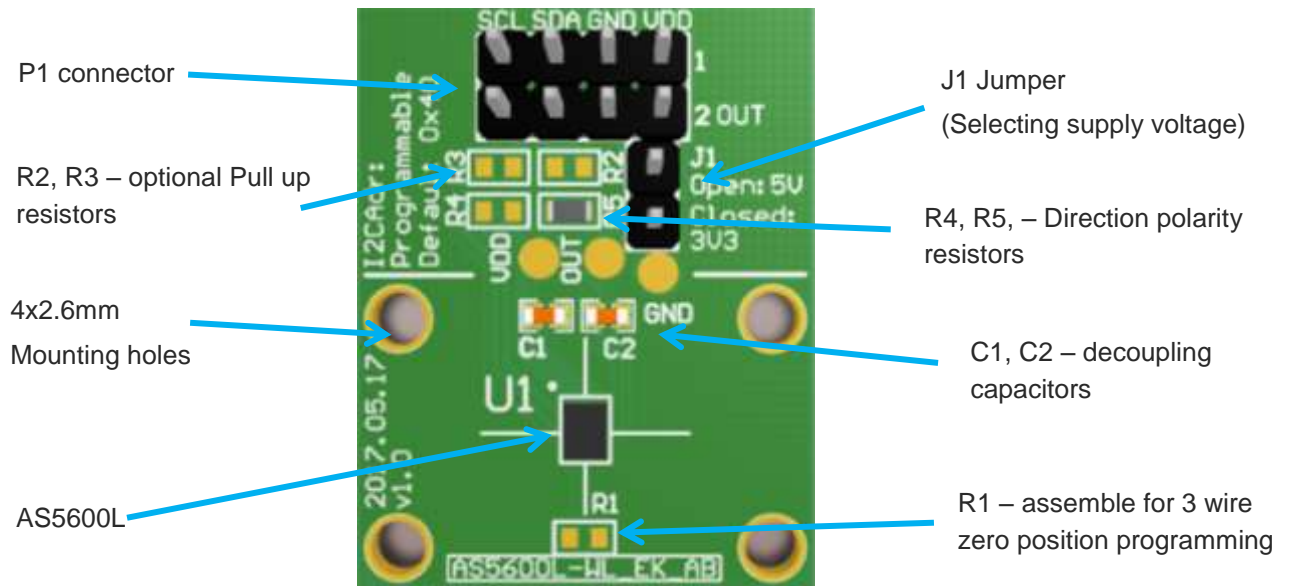 P1 connector
R2, R3 – optional Pull up
resistors
4x2.6mm
Mounting holes
AS5600L
SCL SDA GND VDD
1
2 OUT
I2CAdr:
Programmable
Default: 0x40
R3
R2
R4
R5
J1
Open: 5V
Closed:
3V3
VDD
OUT
GND
C1
C2
U1
2017.05.17
v1.0
R1
AS5600L-WL_EK_AB
J1 Jumper
(Selecting supply voltage)
R4, R5, – Direction polarity
resistors
C1, C2 – decoupling
capacitors
R1 – assemble for 3 wire
zero position programming